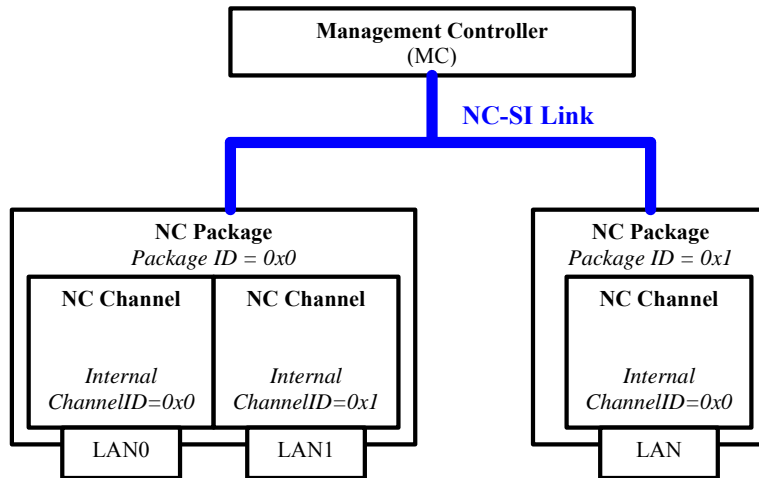 Management Controller
(MC)
NC-SI Link
NC Package
Package ID = 0x0
NC Channel
Internal
ChannelID=0x0
NC Channel
Internal
ChannelID=0x1
LAN0
LAN1
NC Package
Package ID = 0x1
NC Channel
Internal
ChannelID=0x0
LAN